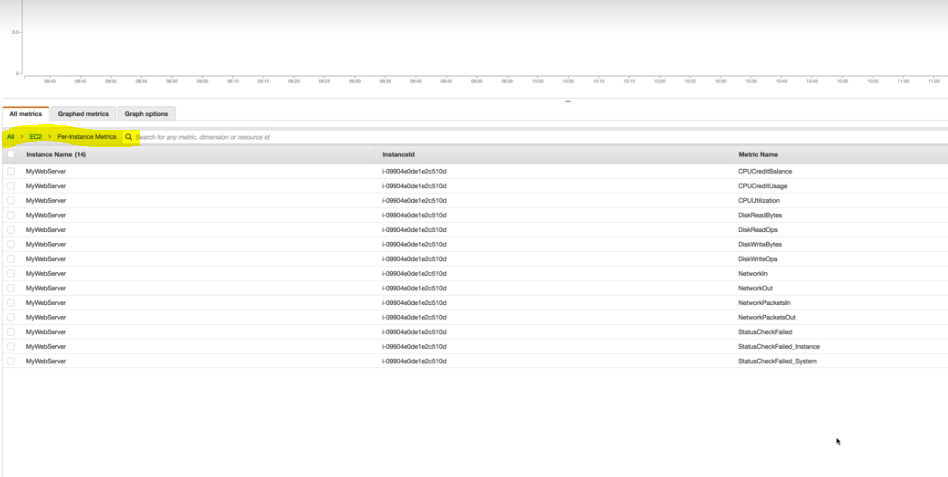 0.5
0
08:40 08:45 08:00 08:05 09:00 09:05 09:10 09:15 09:20 09:25 09:30 09:35 09:40 09:45 09:50 09:55 10:00 10:05 10:10 10:15 10:20 10:25 10:30 10:35 10:40 10:45 10:50 10:55 11:00 11:05
All metrics Graphed metrics Graph options
All > EC2 > Per-Instance Metrics Search for any metric, dimension or resource id
Instance Name (14) InstanceId Metric Name
MyWebServer i-09904e0de1e2c510d CPUCreditBalance
MyWebServer i-09904e0de1e2c510d CPUCreditUsage
MyWebServer i-09904e0de1e2c510d CPUUtilization
MyWebServer i-09904e0de1e2c510d DiskReadBytes
MyWebServer i-09904e0de1e2c510d DiskReadOps
MyWebServer i-09904e0de1e2c510d DiskWriteBytes
MyWebServer i-09904e0de1e2c510d DiskWriteOps
MyWebServer i-09904e0de1e2c510d NetworkIn
MyWebServer i-09904e0de1e2c510d NetworkOut
MyWebServer i-09904e0de1e2c510d NetworkPacketsIn
MyWebServer i-09904e0de1e2c510d NetworkPacketsOut
MyWebServer i-09904e0de1e2c510d StatusCheckFailed
MyWebServer i-09904e0de1e2c510d StatusCheckFailed_Instance
MyWebServer i-09904e0de1e2c510d StatusCheckFailed_System